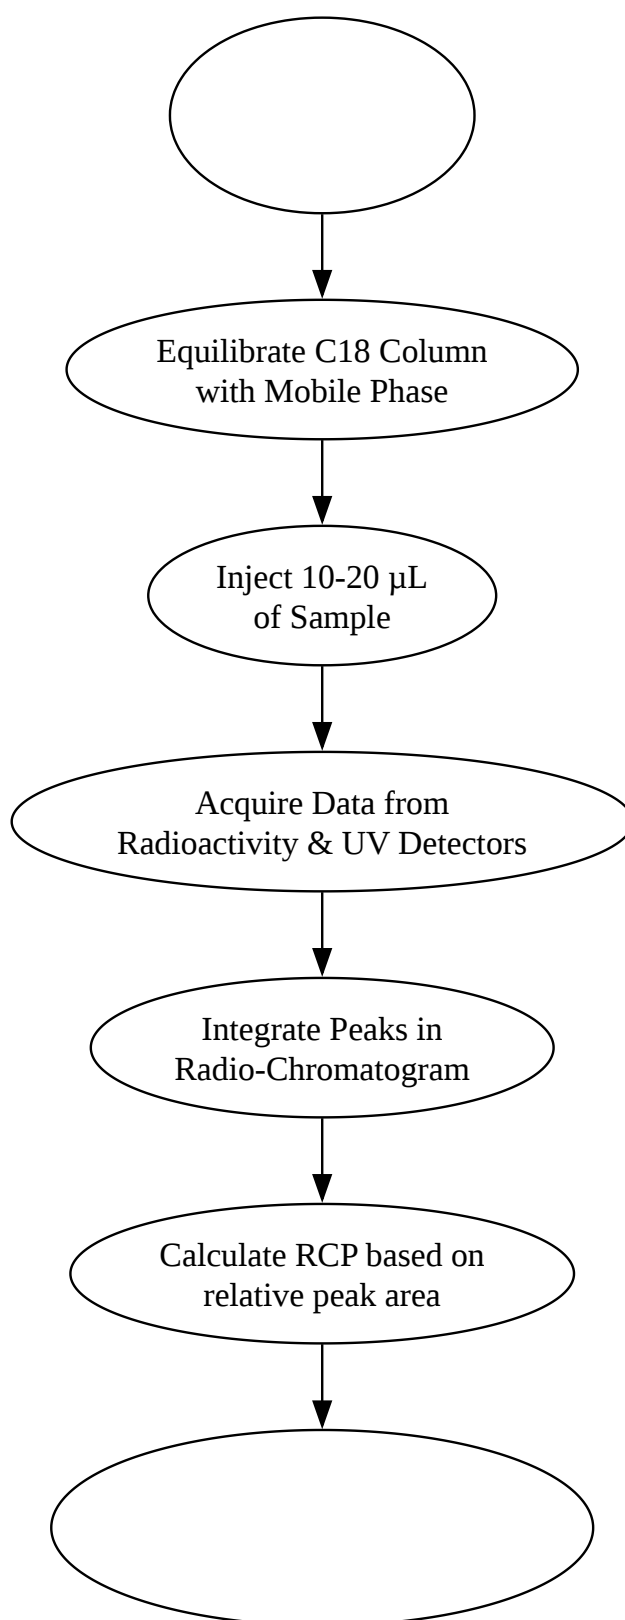 Equilibrate C18 Column
with Mobile Phase
Inject 10-20 µL
of Sample
Acquire Data from
Radioactivity & UV Detectors
Integrate Peaks in
Radio-Chromatogram
Calculate RCP based on
relative peak area